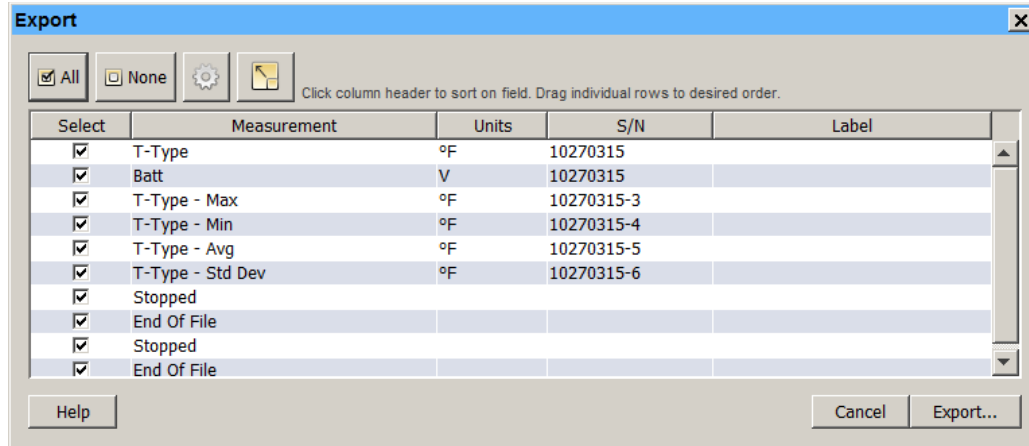 Export
All None Click column header to sort on field. Drag individual rows to desired order.
Select Measurement Units S/N Label
T-Type °F 10270315
Batt V 10270315
T-Type - Max °F 10270315-3
T-Type - Min °F 10270315-4
T-Type - Avg °F 10270315-5
T-Type - Std Dev °F 10270315-6
Stopped
End Of File
Stopped
End Of File
Help Cancel Export...